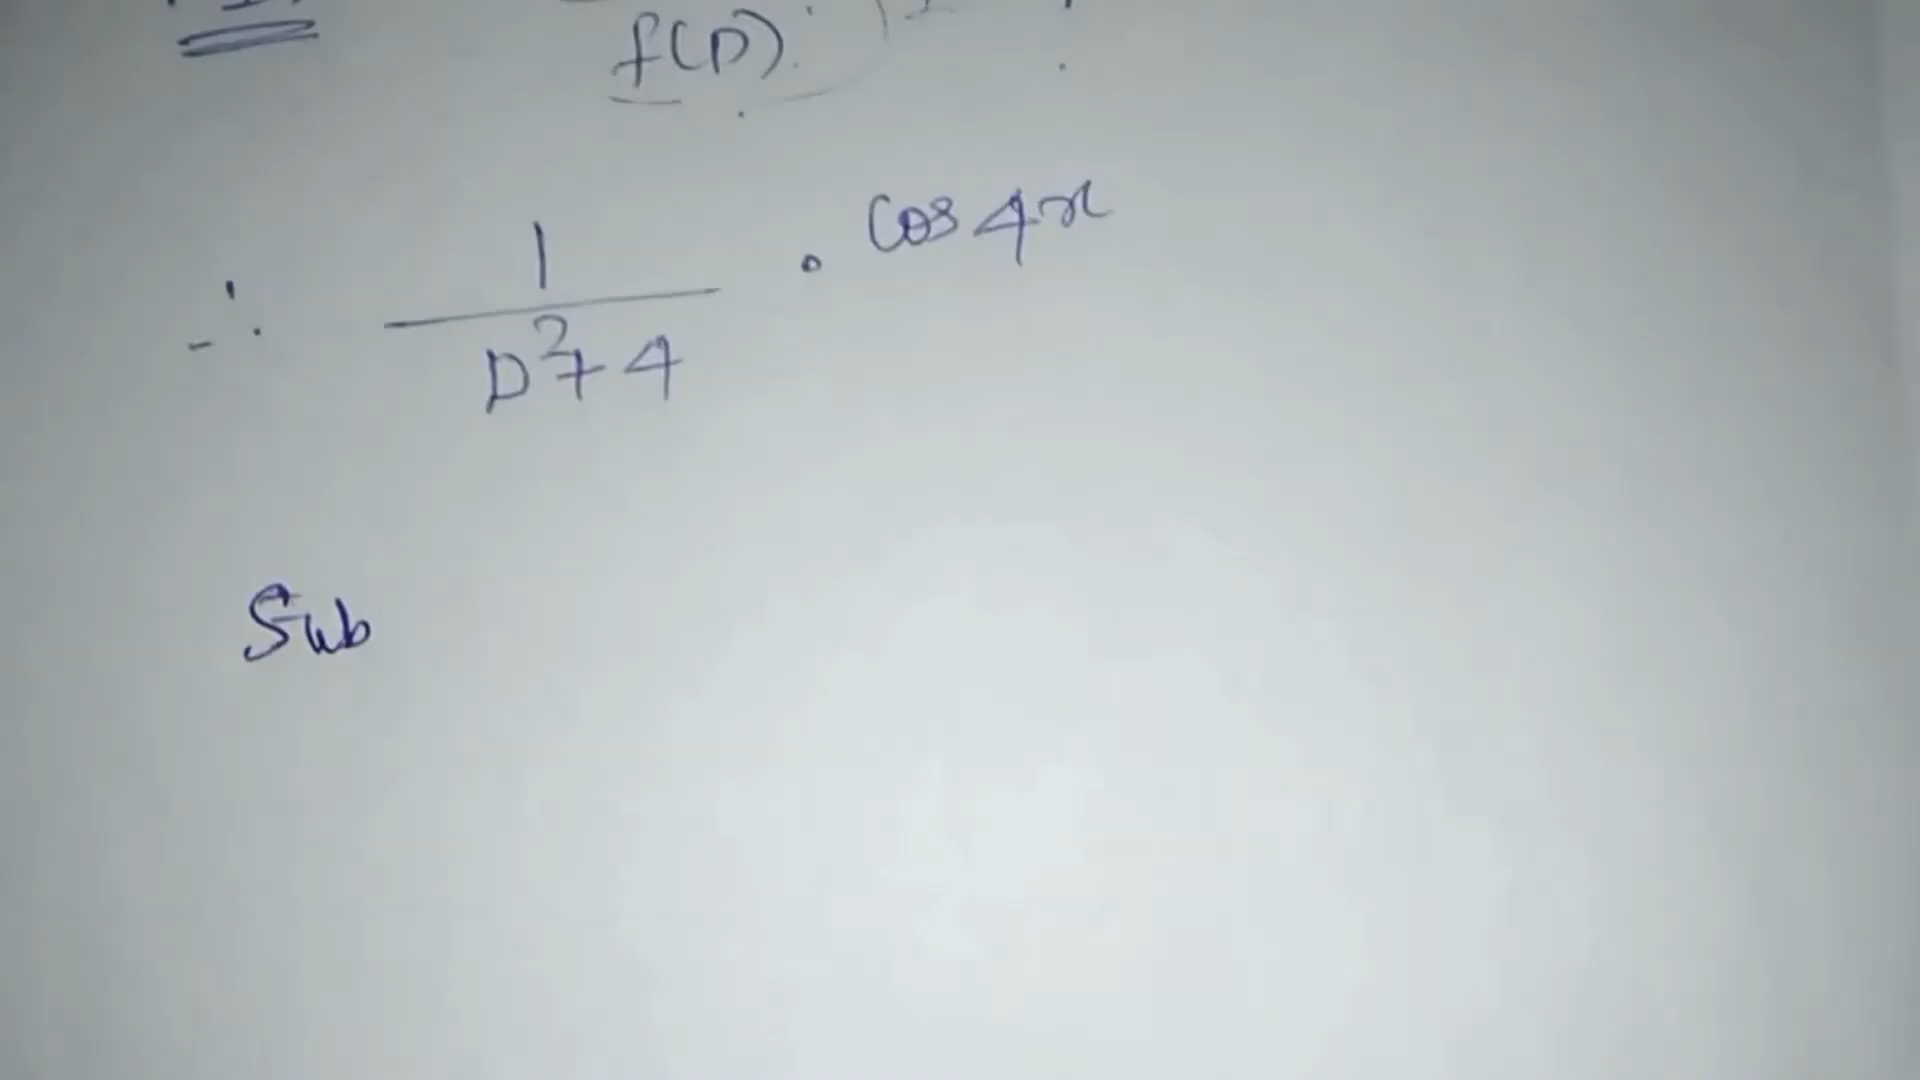 f(D).
∴ 1 / D²+4 . Cos 4x
Sub